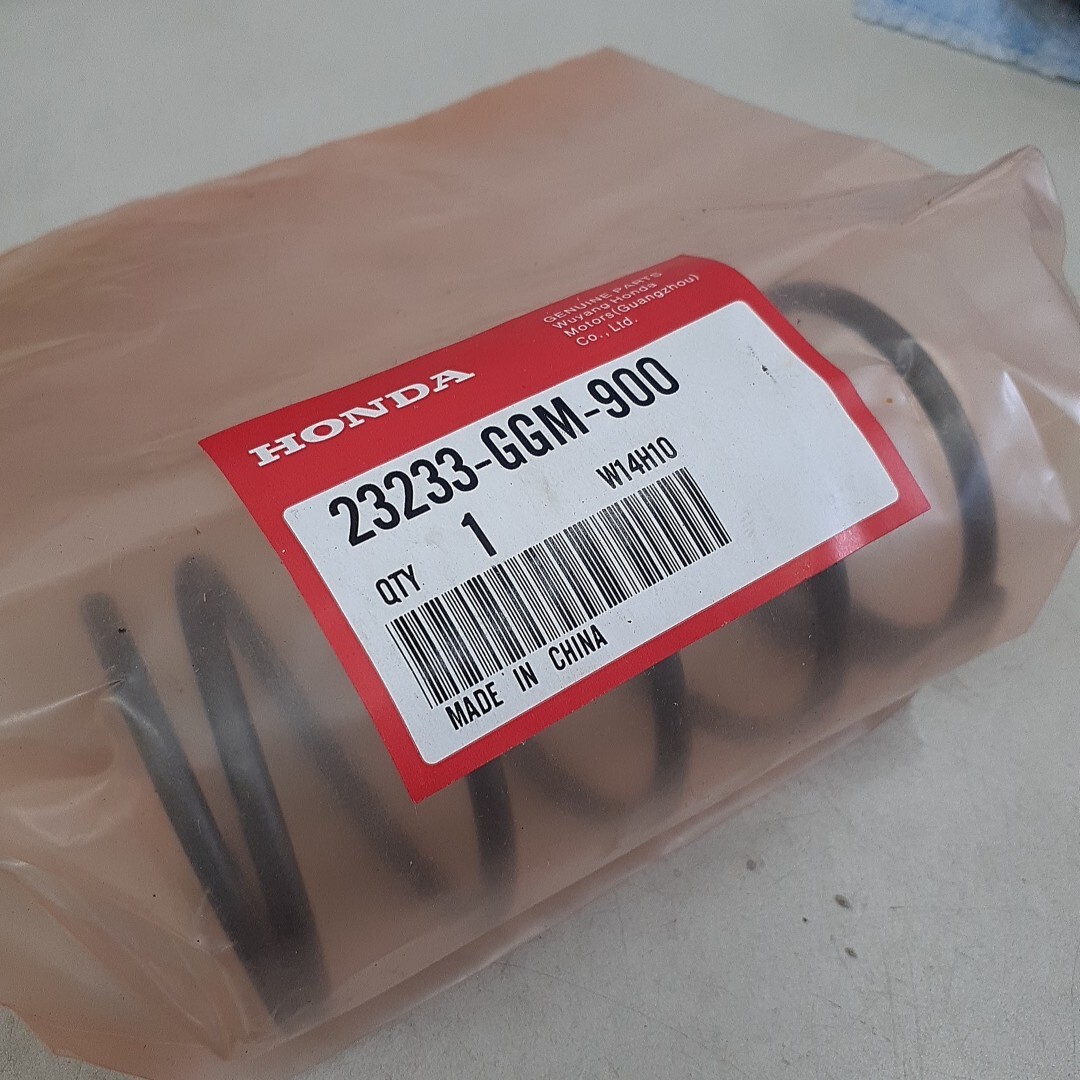 HONDA
GENUINE PARTS
Wuyang Honda
Motors(Guangzhou)
Co., Ltd.
23233-GGM-900
QTY 1 W14H10
MADE IN CHINA